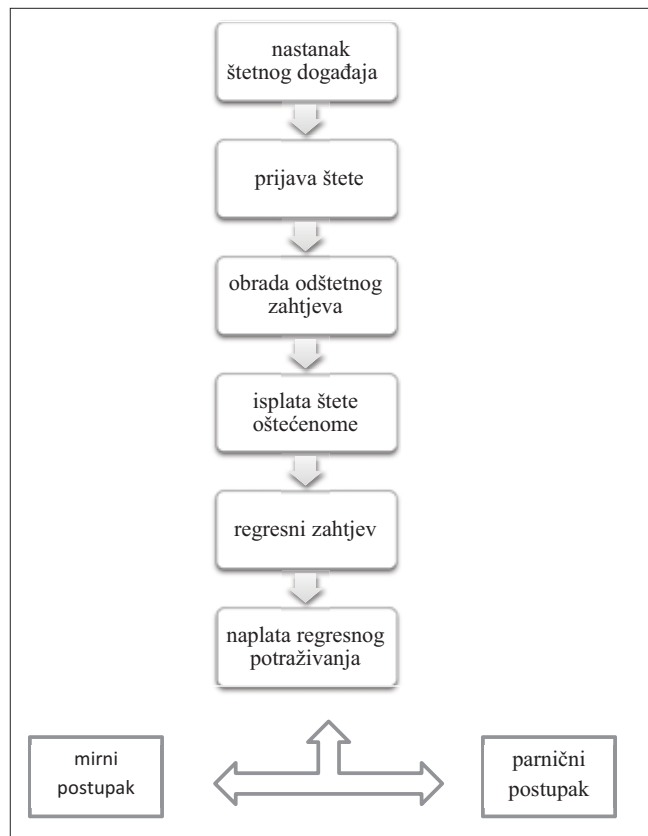 nastanak
štetnog događaja
prijava štete
obrada odštetnog
zahtjeva
isplata štete
oštećenome
regresni zahtjev
naplata regresnog
potraživanja
mirni
postupak
parnični
postupak